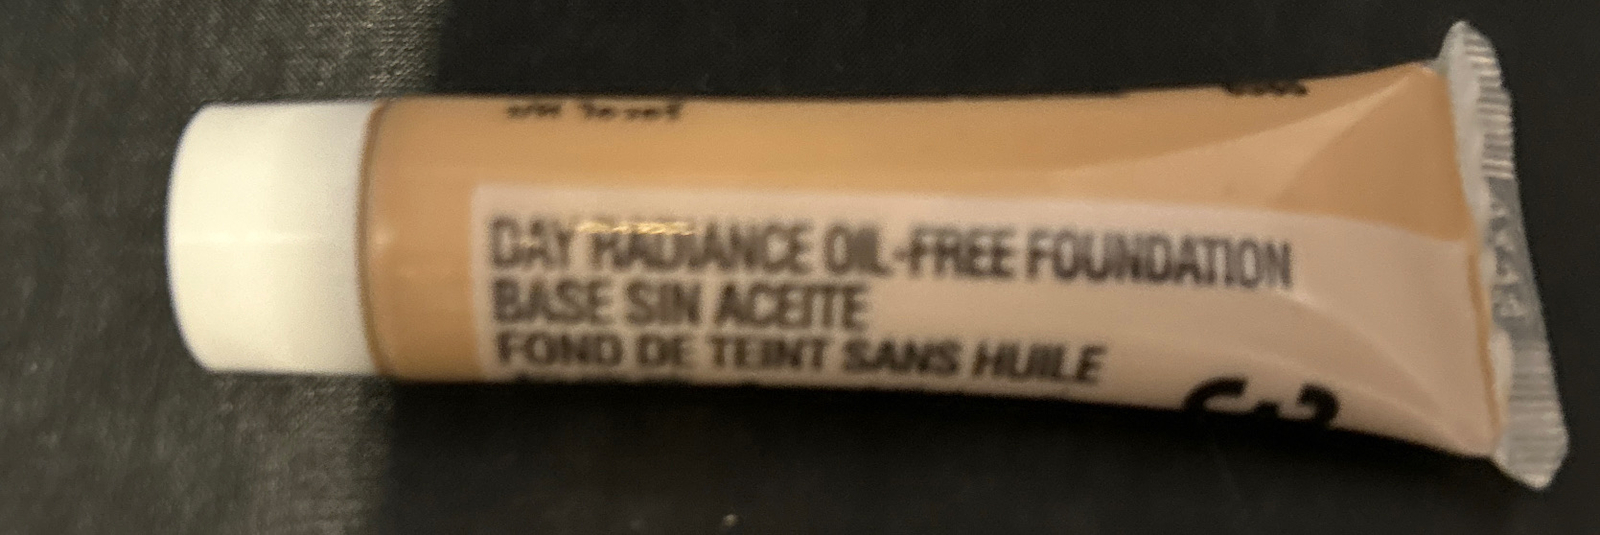 DAY RADIANCE OIL-FREE FOUNDATION
BASE SIN ACEITE
FOND DE TEINT SANS HUILE